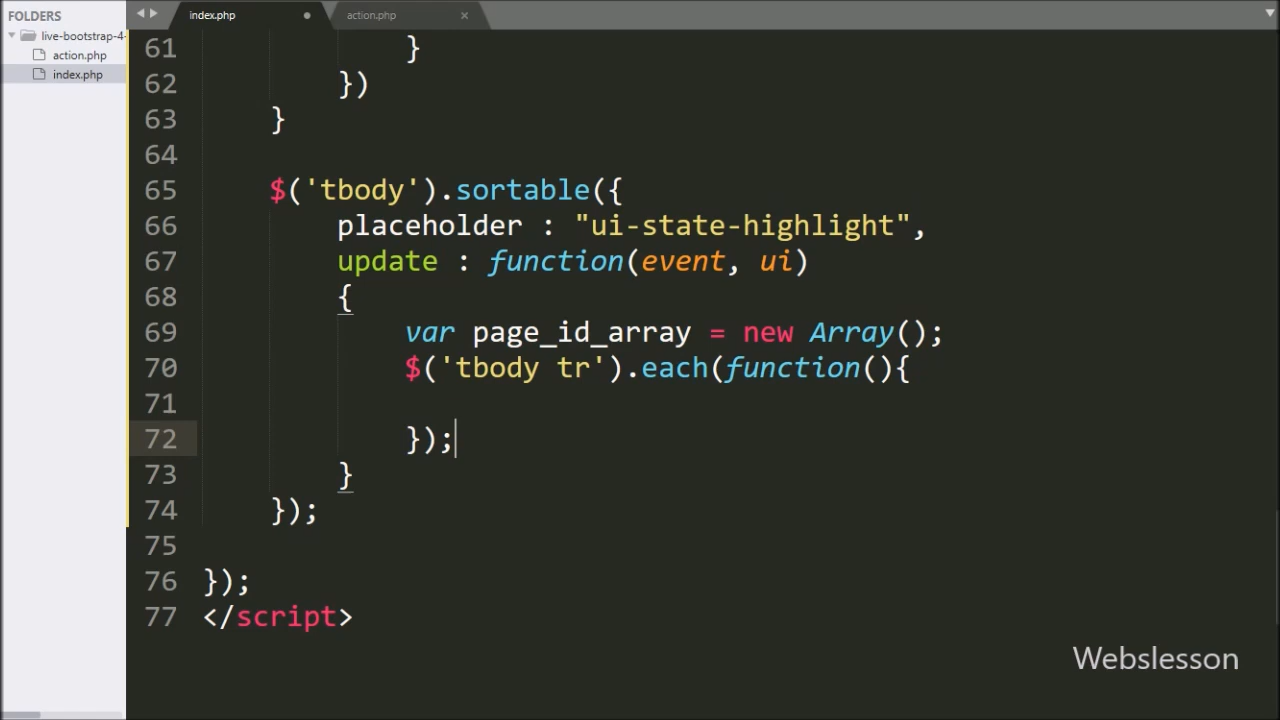 FOLDERS
live-bootstrap-4-
action.php
index.php
index.php
action.php
61 }
62 })
63 }
64
65 $('tbody').sortable({
66 placeholder : "ui-state-highlight",
67 update : function(event, ui)
68 {
69 var page_id_array = new Array();
70 $('tbody tr').each(function(){
71
72 });
73 }
74 });
75
76 });
77 </script>
Webslesson